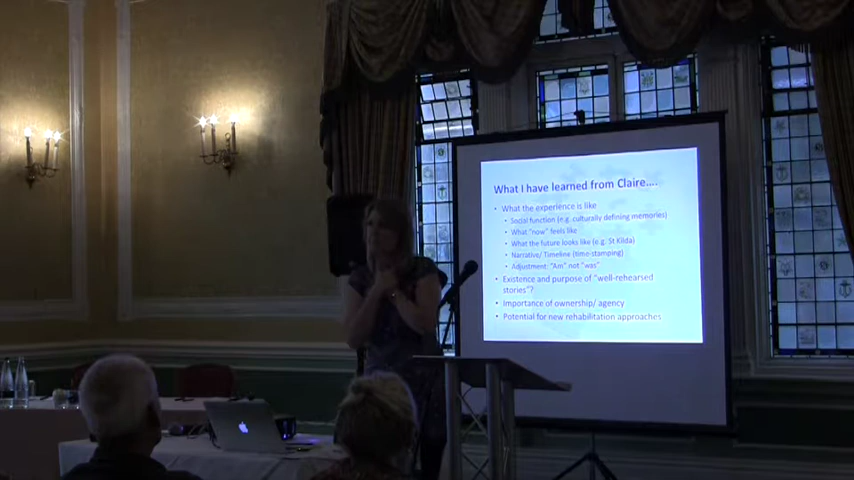 What I have learned from Claire....
• What the experience is like
• Social function (e.g. culturally defining memories)
• What "now" feels like
• What the future looks like (e.g. St Kilda)
• Narrative/ Timeline (time-stamping)
• Adjustment: "Am" not "was"
• Existence and purpose of "well-rehearsed
stories"?
• Importance of ownership/ agency
• Potential for new rehabilitation approaches